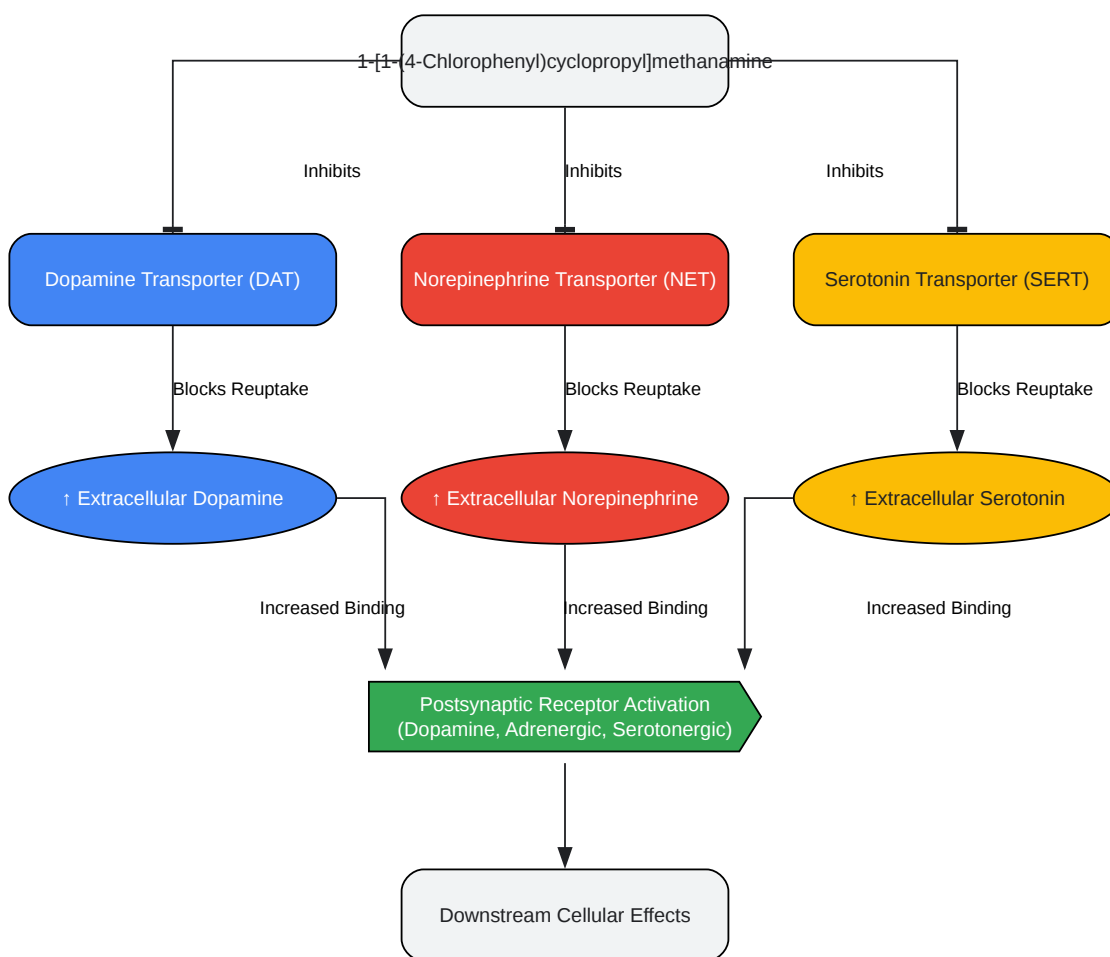 1-[1-(4-Chlorophenyl)cyclopropyl]methanamine
Inhibits
Inhibits
Inhibits
Dopamine Transporter (DAT)
Norepinephrine Transporter (NET)
Serotonin Transporter (SERT)
Blocks Reuptake
Blocks Reuptake
Blocks Reuptake
↑ Extracellular Dopamine
↑ Extracellular Norepinephrine
↑ Extracellular Serotonin
Increased Binding
Increased Binding
Increased Binding
Postsynaptic Receptor Activation
(Dopamine, Adrenergic, Serotonergic)
Downstream Cellular Effects